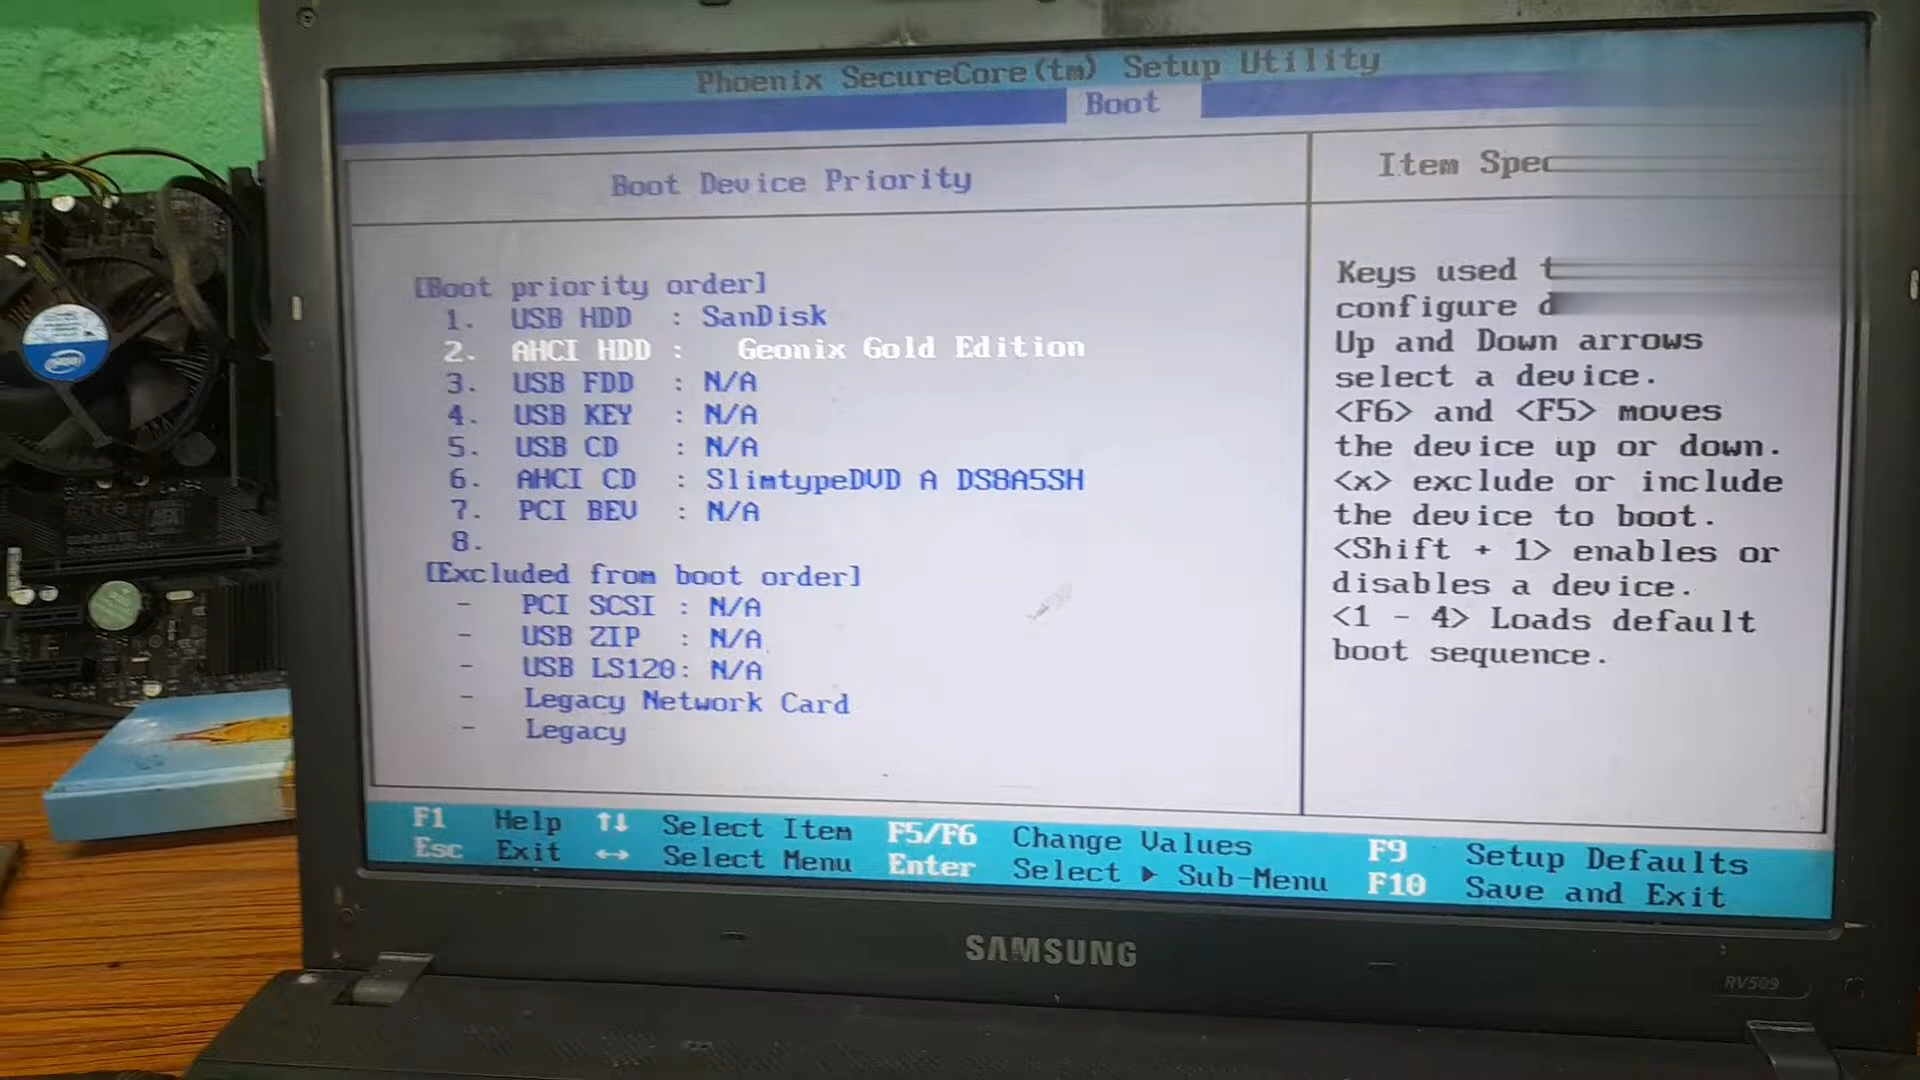 Phoenix SecureCore(tm) Setup Utility
Boot
Boot Device Priority
Item
[Boot priority order]
1. USB HDD : SanDisk
2. AHCI HDD : Geonix Gold Edition
3. USB FDD : N/A
4. USB KEY : N/A
5. USB CD : N/A
6. AHCI CD : SlimtypeDVD A DS8A5SH
7. PCI BEV : N/A
8.
[Excluded from boot order]
- PCI SCSI : N/A
- USB ZIP : N/A
- USB LS120: N/A
- Legacy Network Card
- Legacy
Keys used
configure
Up and Down arrows
select a device.
<F6> and <F5> moves
the device up or down.
<x> exclude or include
the device to boot.
<Shift + 1> enables or
disables a device.
<1 - 4> Loads default
boot sequence.
F1 Help ↑↓ Select Item F5/F6 Change Values F9 Setup Defaults
Esc Exit ↔ Select Menu Enter Select ▶ Sub-Menu F10 Save and Exit
SAMSUNG
RV509